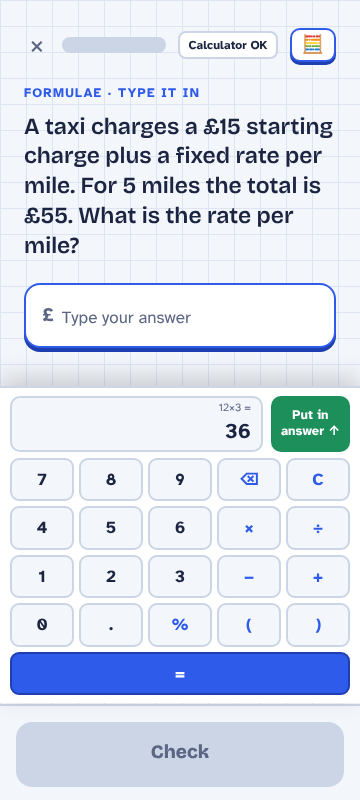 ×
Calculator OK
FORMULAE · TYPE IT IN
A taxi charges a £15 starting
charge plus a fixed rate per
mile. For 5 miles the total is
£55. What is the rate per
mile?
£ Type your answer
12×3 =
36
Put in
answer ↑
7 8 9 ⌫ C
4 5 6 × ÷
1 2 3 − +
0 . % ( )
=
Check